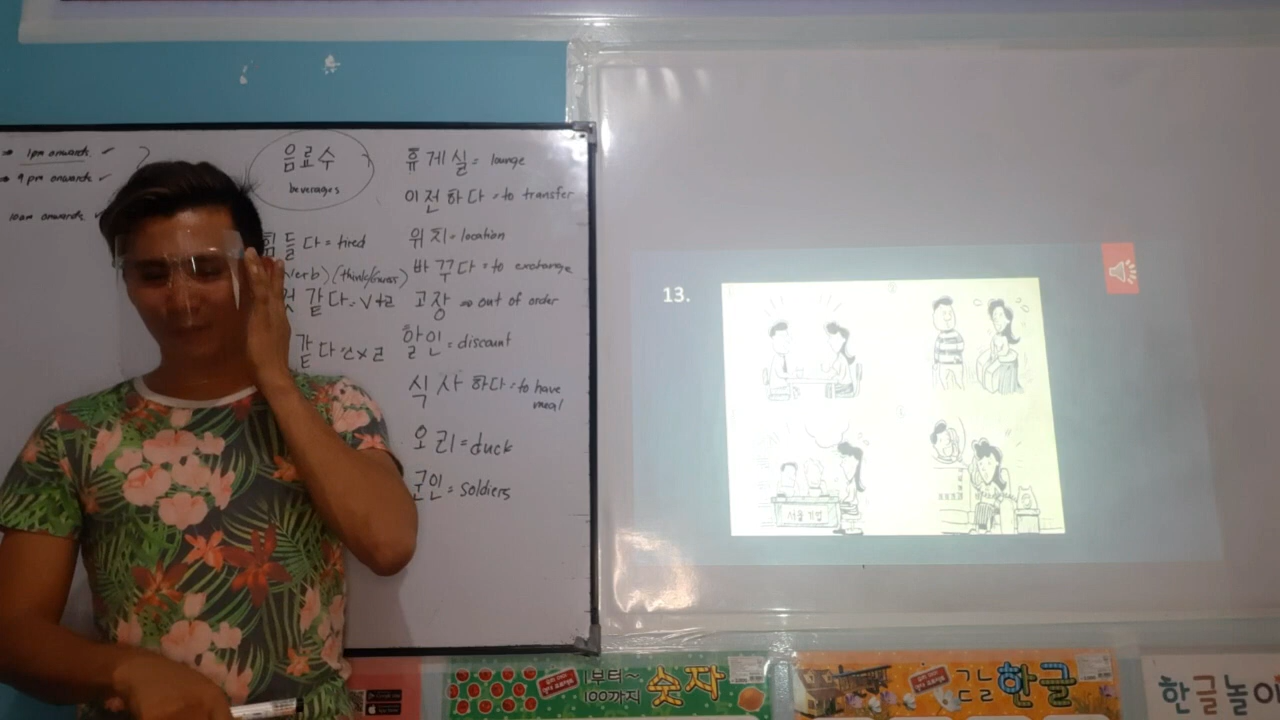 1pm onwards ✓
9pm onwards ✓
10am onwards ✓
음료수
beverages
다 = tired
verb) (think/guess)
같다 = V+ㄹ
같다
휴게실 = lounge
이전하다 = to transfer
위치 = location
바꾸다 = to exchange
고장 ⇒ out of order
할인 = discount
식사하다 = to have
meal
오리 = duck
군인 = soldiers
13.
서울 기업
1부터~
100까지
숫자
가나다
한글
한글놀이